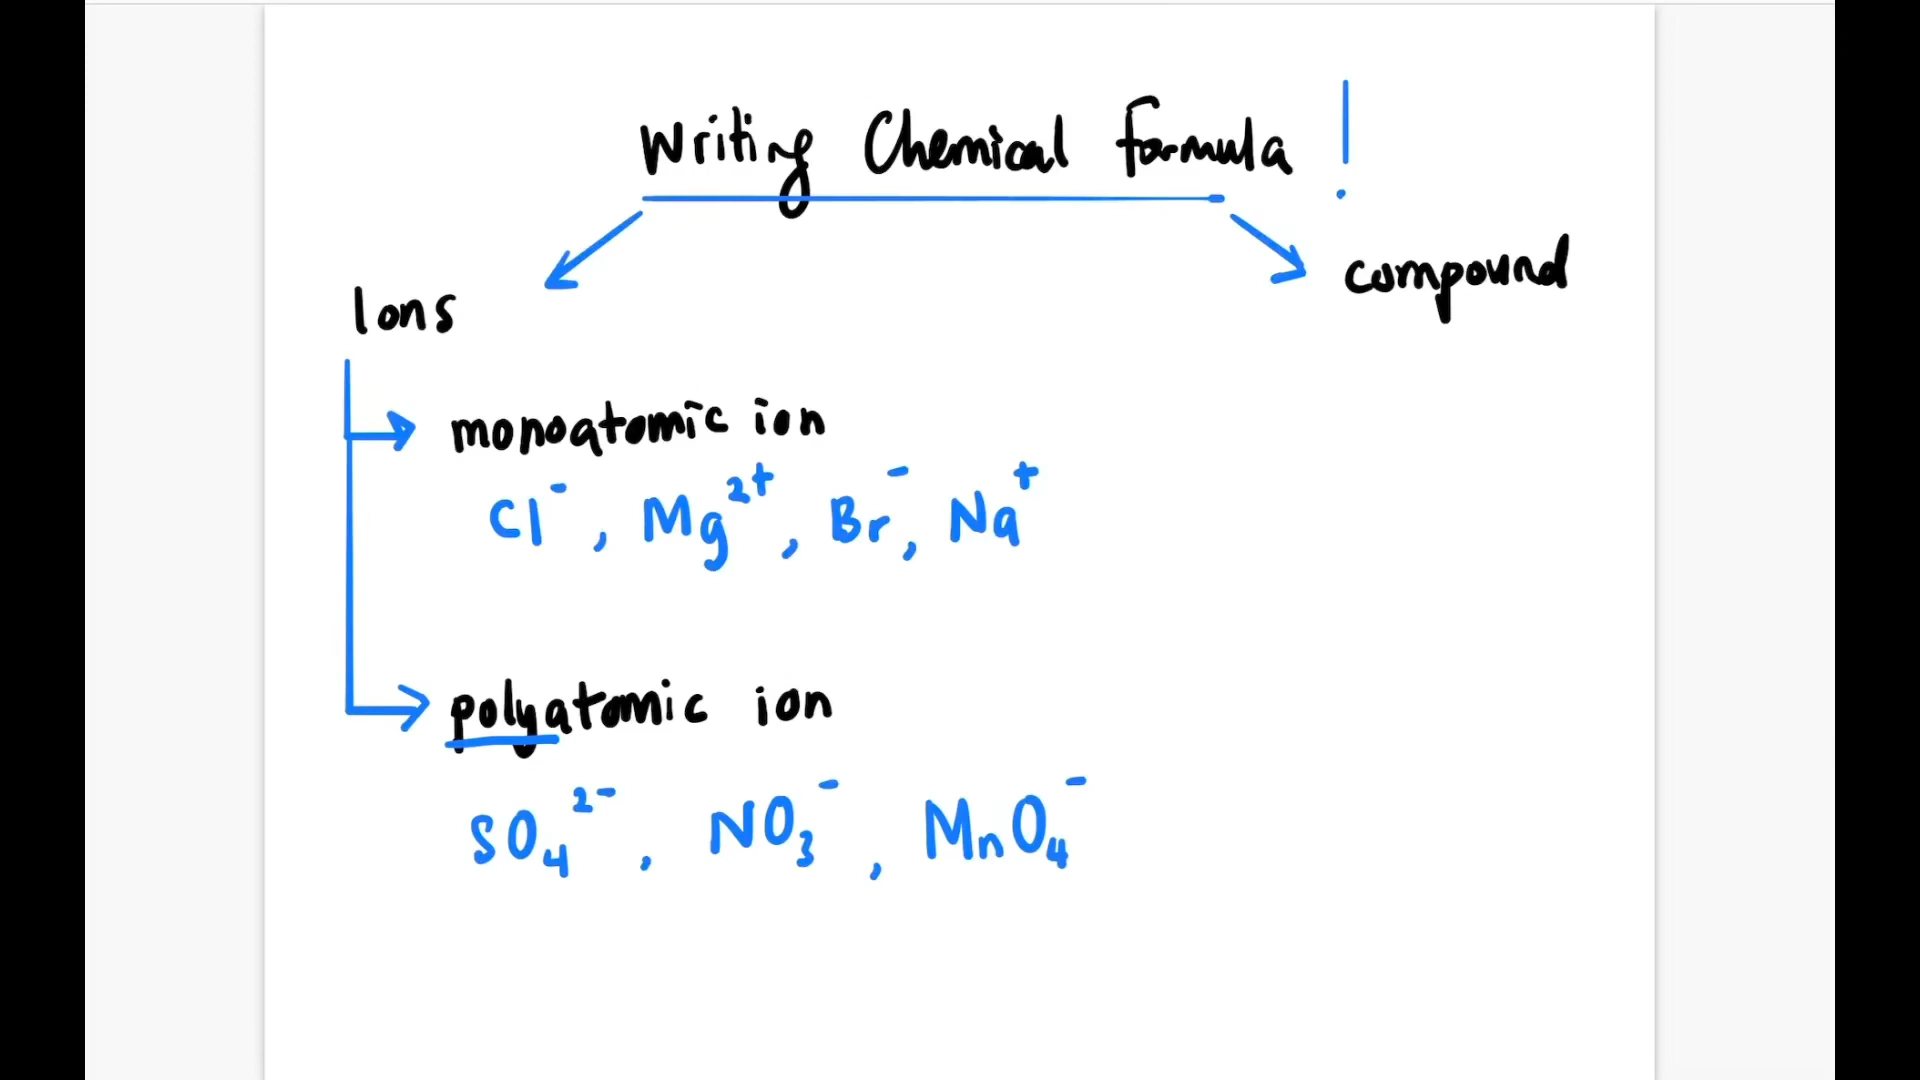 Writing Chemical formula !
compound
Ions
monoatomic ion
Cl⁻, Mg²⁺, Br⁻, Na⁺
polyatomic ion
SO₄²⁻, NO₃⁻, MnO₄⁻